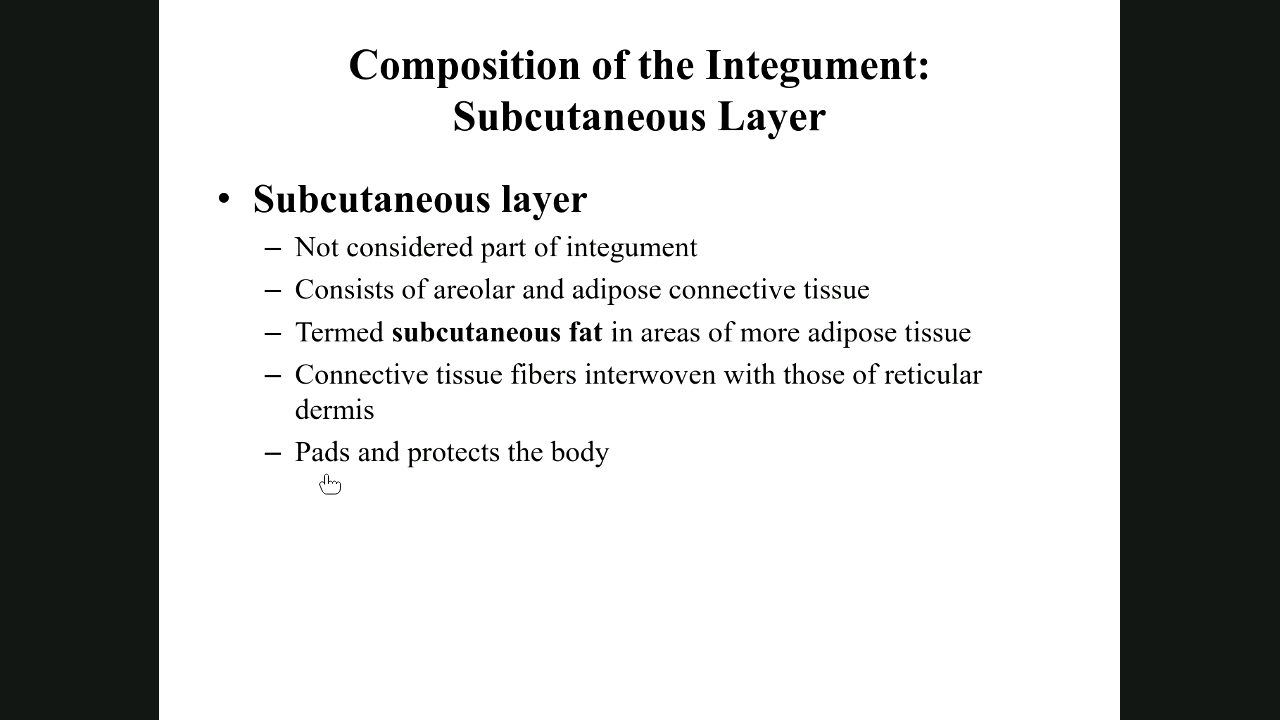 Composition of the Integument:
Subcutaneous Layer
• Subcutaneous layer
– Not considered part of integument
– Consists of areolar and adipose connective tissue
– Termed subcutaneous fat in areas of more adipose tissue
– Connective tissue fibers interwoven with those of reticular
dermis
– Pads and protects the body